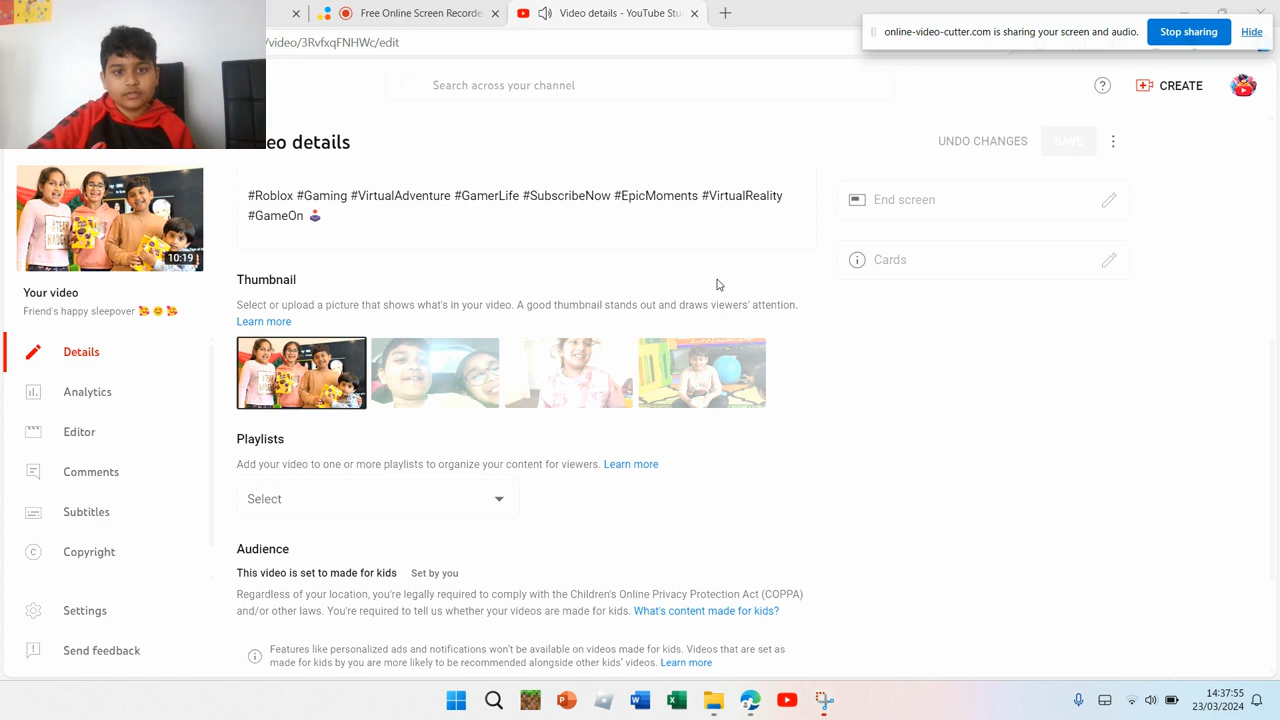 Free Online Screen Recorde
Video details - YouTube Stu
online-video-cutter.com is sharing your screen and audio.
Stop sharing
Hide
/video/3RvfxqFNHWc/edit
Search across your channel
CREATE
eo details
UNDO CHANGES
SAVE
#Roblox #Gaming #VirtualAdventure #GamerLife #SubscribeNow #EpicMoments #VirtualReality
#GameOn 🕹️
End screen
Cards
10:19
Your video
Friend's happy sleepover 🥰 😊 🥰
Details
Analytics
Editor
Comments
Subtitles
Copyright
Settings
Send feedback
Thumbnail
Select or upload a picture that shows what's in your video. A good thumbnail stands out and draws viewers' attention.
Learn more
Playlists
Add your video to one or more playlists to organize your content for viewers. Learn more
Select
Audience
This video is set to made for kids Set by you
Regardless of your location, you're legally required to comply with the Children's Online Privacy Protection Act (COPPA)
and/or other laws. You're required to tell us whether your videos are made for kids. What's content made for kids?
Features like personalized ads and notifications won't be available on videos made for kids. Videos that are set as
made for kids by you are more likely to be recommended alongside other kids' videos. Learn more
14:37:55
23/03/2024